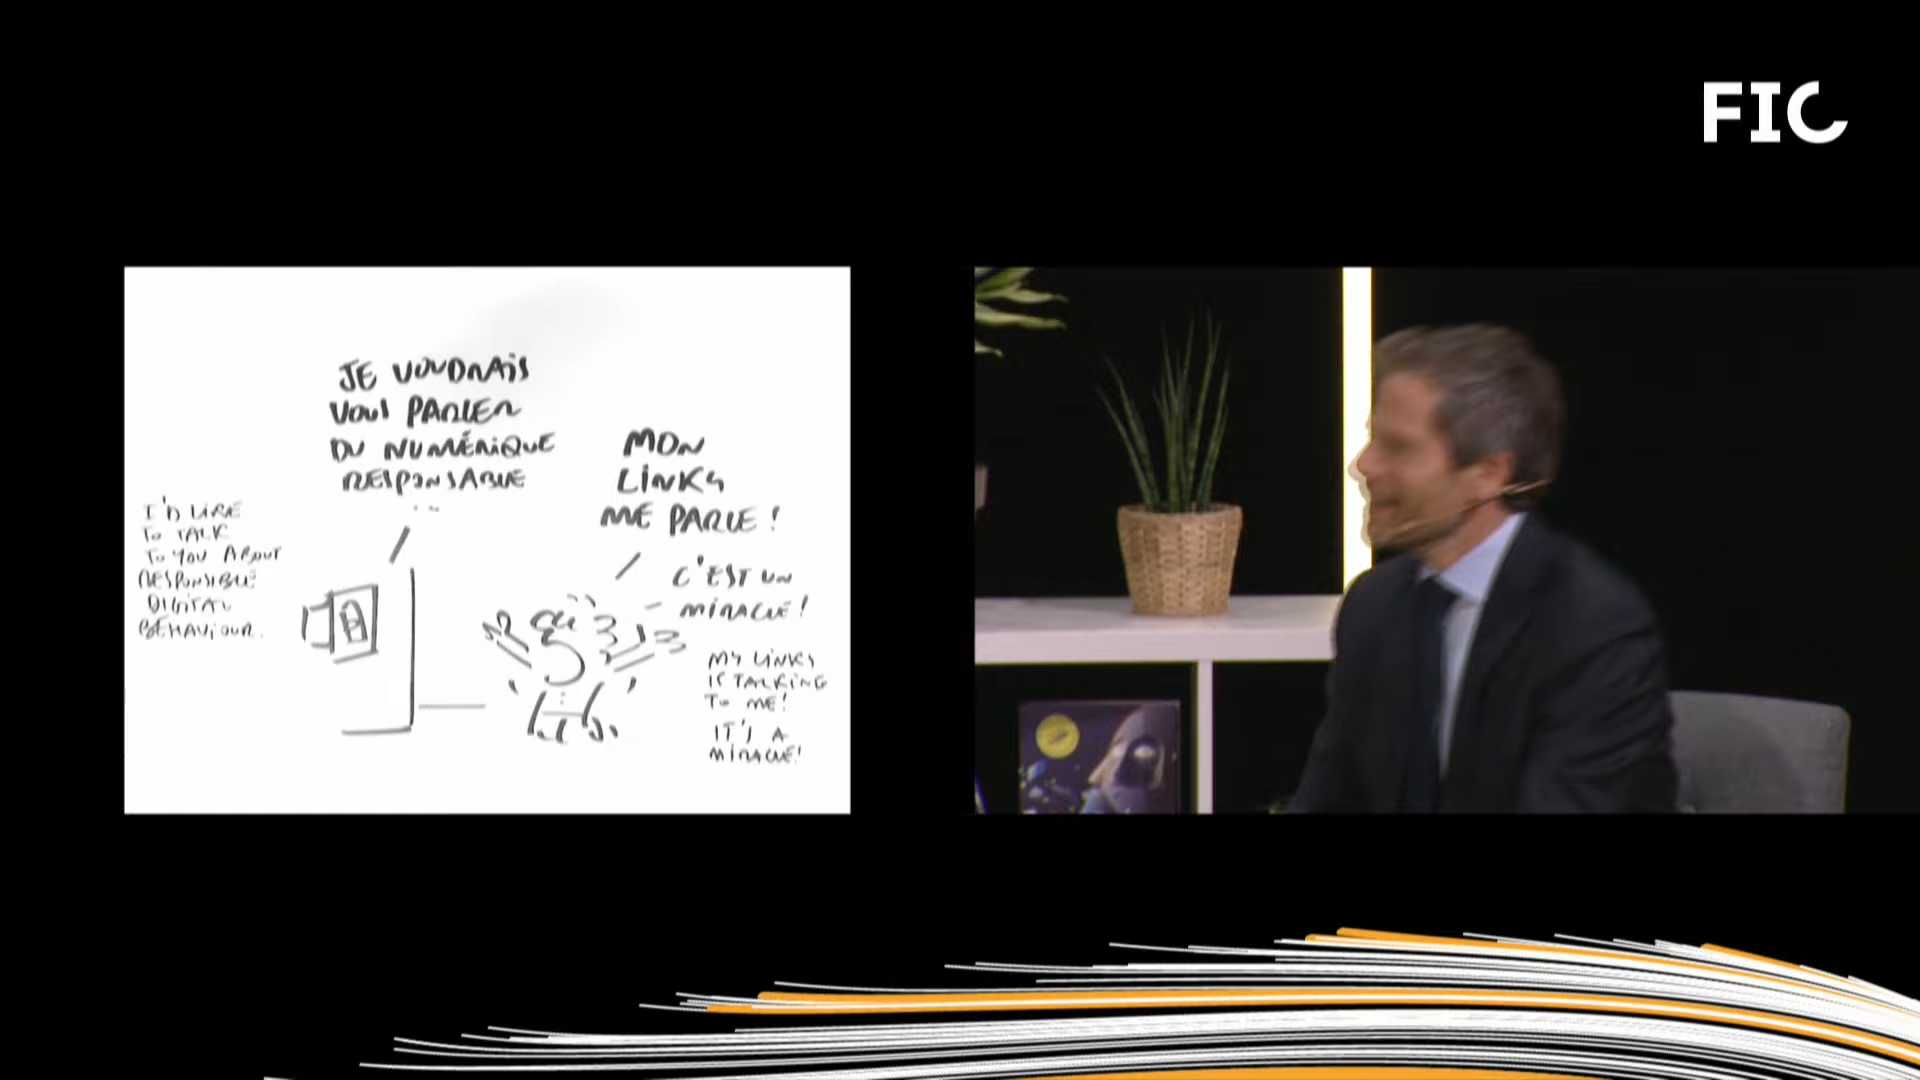 FIC
JE VOUDRAIS
VOUS PARLER
DU NUMÉRIQUE
RESPONSABLE
...
MON
LINKY
ME PARLE !
C'EST UN
MIRACLE !
I'D LIKE
TO TALK
TO YOU ABOUT
RESPONSIBLE
DIGITAL
BEHAVIOUR.
MY LINKY
IS TALKING
TO ME!
IT'S A
MIRACLE!